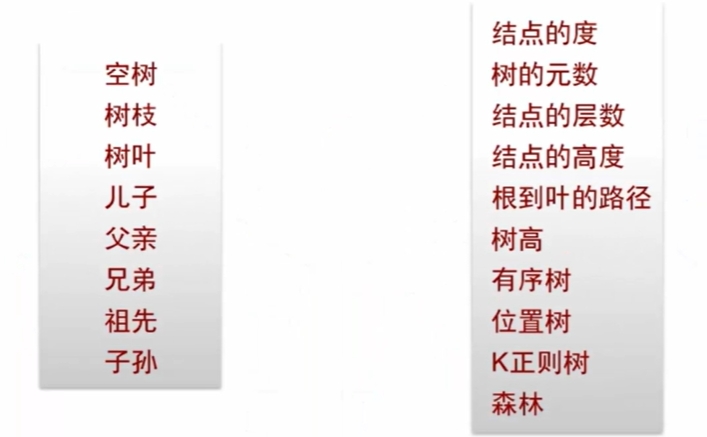 空树
树枝
树叶
儿子
父亲
兄弟
祖先
子孙
结点的度
树的元数
结点的层数
结点的高度
根到叶的路径
树高
有序树
位置树
K正则树
森林